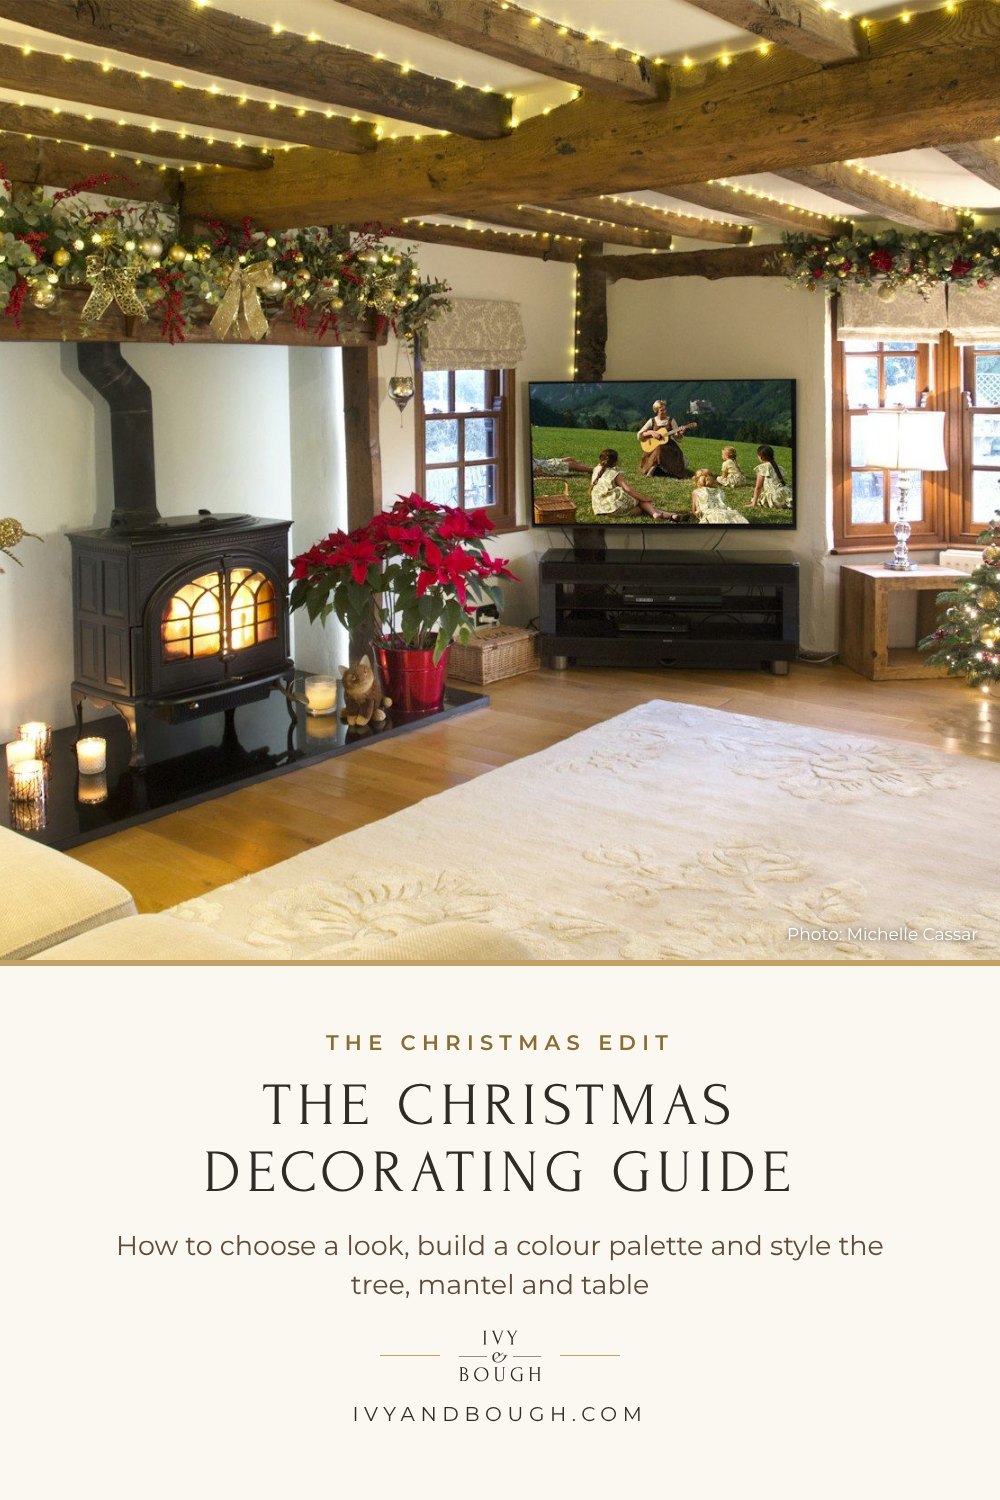 Photo: Michelle Cassar
THE CHRISTMAS EDIT
THE CHRISTMAS
DECORATING GUIDE
How to choose a look, build a colour palette and style the
tree, mantel and table
IVY
&
BOUGH
IVYANDBOUGH.COM